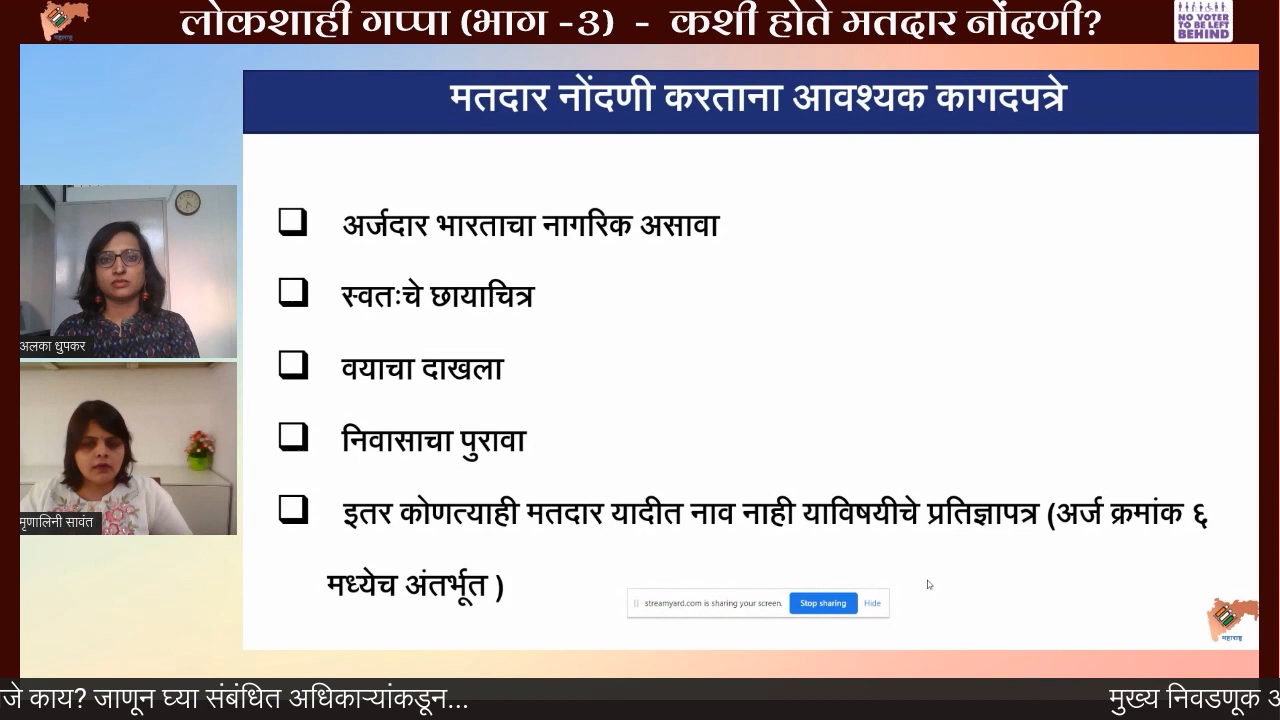 लोकशाही गप्पा (भाग -3) - कशी होते मतदार नोंदणी?
NO VOTER
TO BE LEFT
BEHIND
महाराष्ट्र
मतदार नोंदणी करताना आवश्यक कागदपत्रे
अर्जदार भारताचा नागरिक असावा
स्वतःचे छायाचित्र
वयाचा दाखला
निवासाचा पुरावा
इतर कोणत्याही मतदार यादीत नाव नाही याविषयीचे प्रतिज्ञापत्र (अर्ज क्रमांक ६
मध्येच अंतर्भूत )
अलका धुपकर
मृणालिनी सावंत
streamyard.com is sharing your screen. Stop sharing Hide
महाराष्ट्र
जे काय? जाणून घ्या संबंधित अधिकाऱ्यांकडून... मुख्य निवडणूक